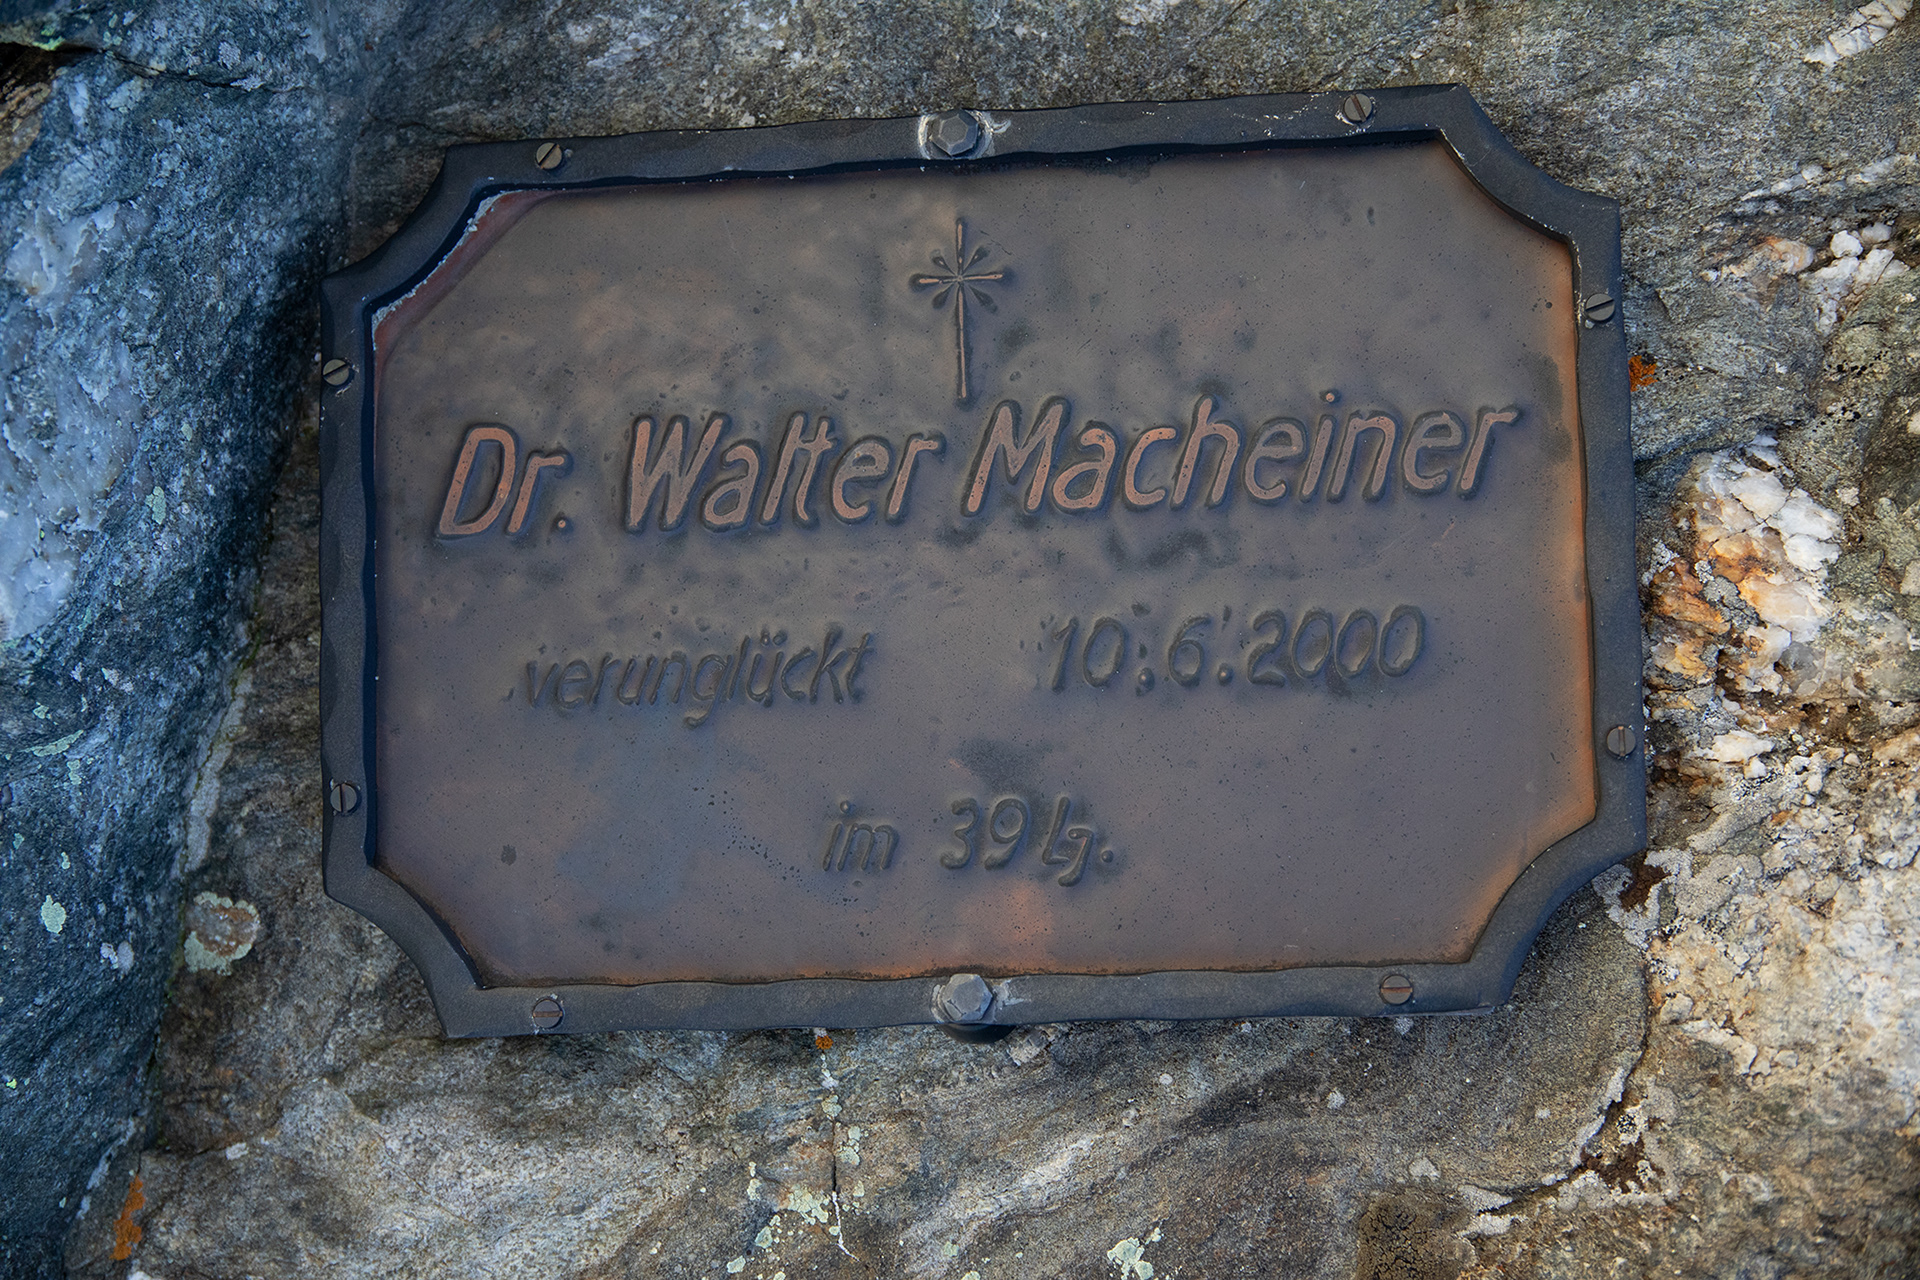 Dr. Walter Macheiner
verunglückt 10.6.2000
im 39 Lj.